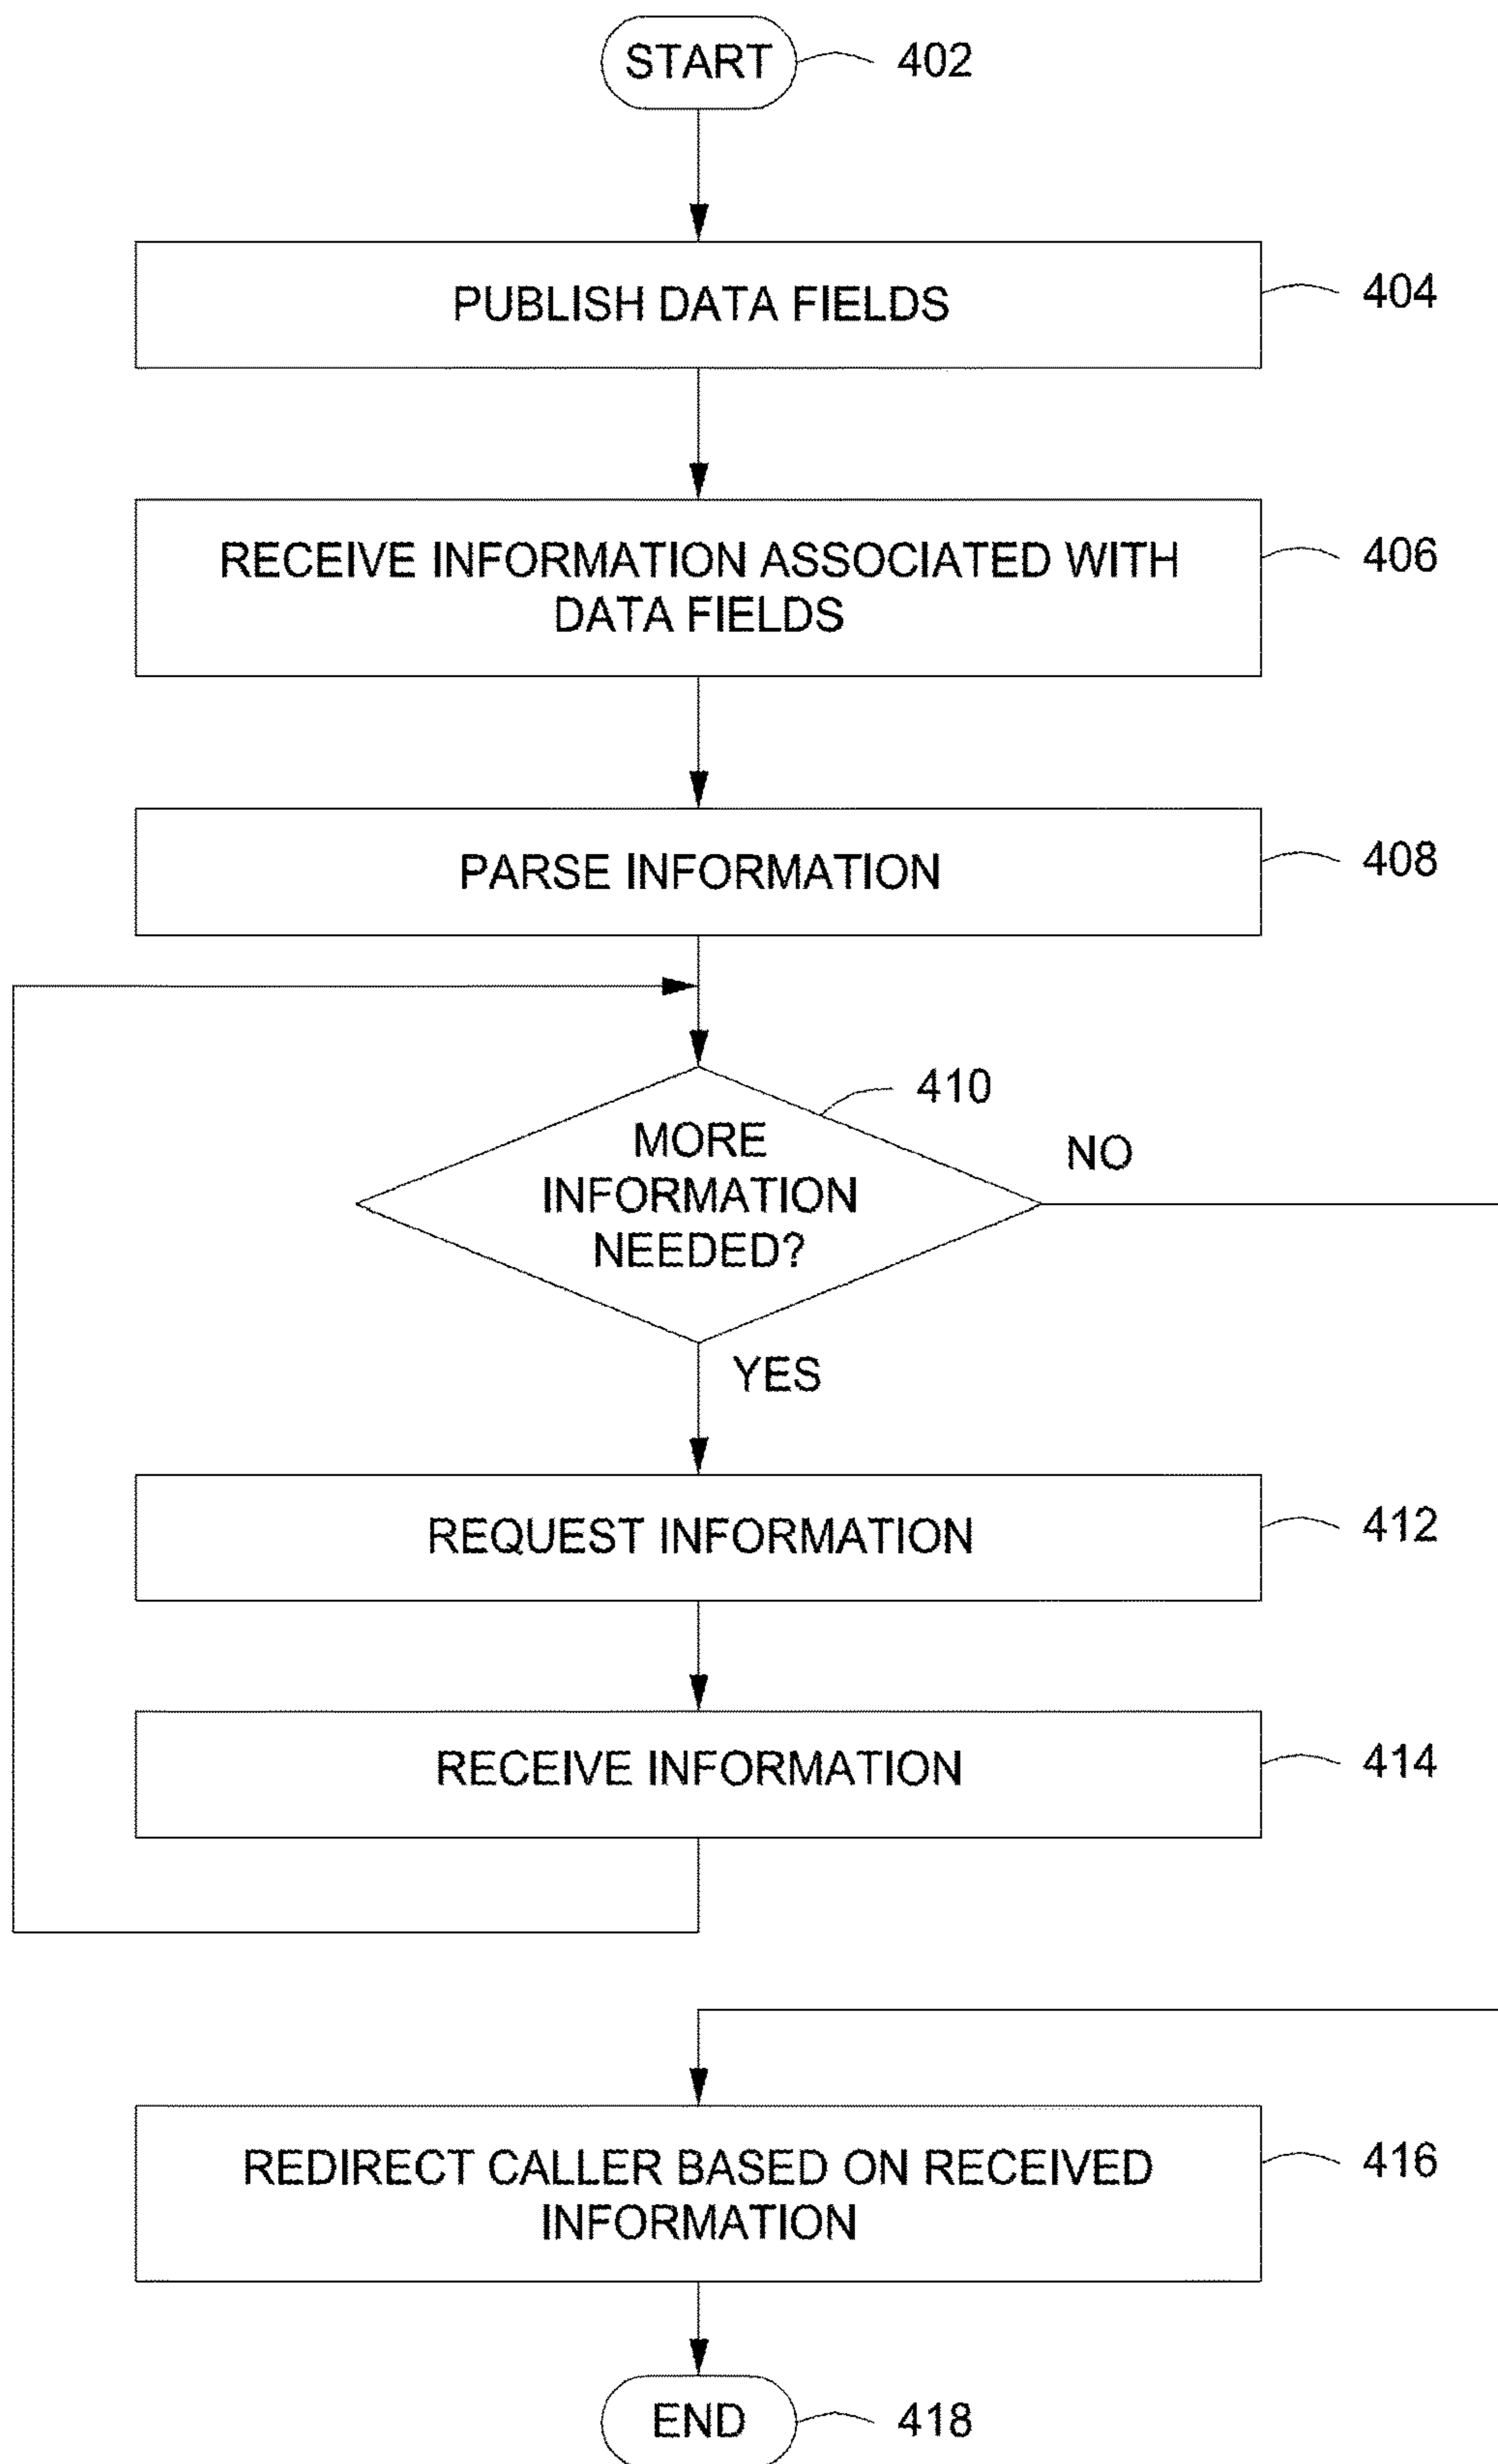 START
402
PUBLISH DATA FIELDS
404
RECEIVE INFORMATION ASSOCIATED WITH
DATA FIELDS
406
PARSE INFORMATION
408
410
MORE
INFORMATION
NEEDED?
NO
YES
REQUEST INFORMATION
412
RECEIVE INFORMATION
414
REDIRECT CALLER BASED ON RECEIVED
INFORMATION
416
END
418